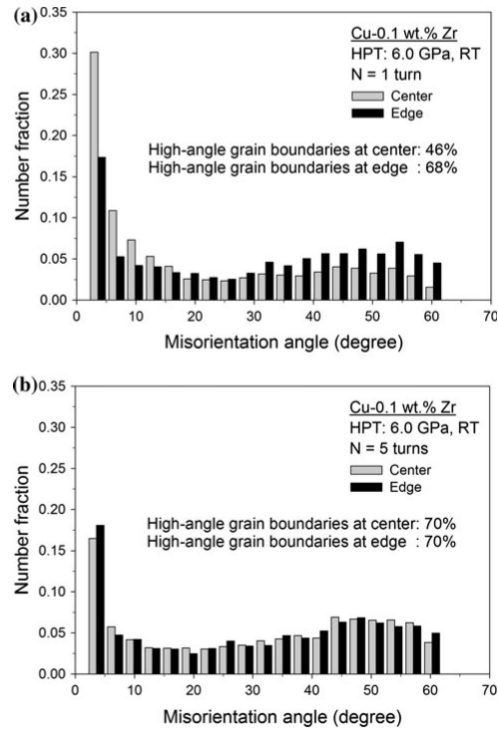 (a)
0.35
0.30
0.25
0.20
0.15
0.10
0.05
0.00
Number fraction
Cu-0.1 wt.% Zr
HPT: 6.0 GPa, RT
N = 1 turn
Center
Edge
High-angle grain boundaries at center: 46%
High-angle grain boundaries at edge : 68%
0 10 20 30 40 50 60 70
Misorientation angle (degree)
(b)
0.35
0.30
0.25
0.20
0.15
0.10
0.05
0.00
Number fraction
Cu-0.1 wt.% Zr
HPT: 6.0 GPa, RT
N = 5 turns
Center
Edge
High-angle grain boundaries at center: 70%
High-angle grain boundaries at edge : 70%
0 10 20 30 40 50 60 70
Misorientation angle (degree)